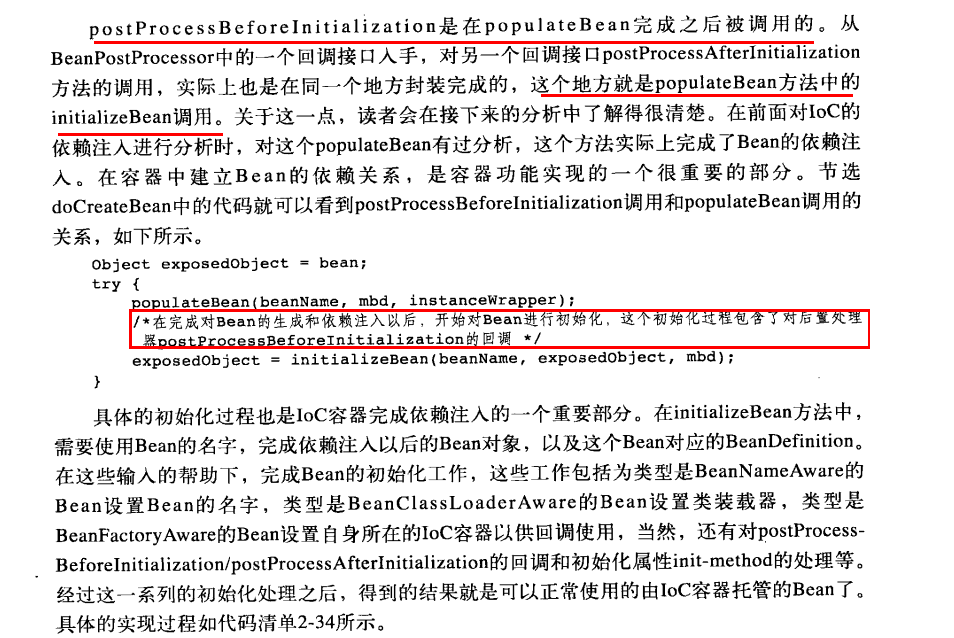 postProcessBeforeInitialization是在populateBean完成之后被调用的。从
BeanPostProcessor中的一个回调接口入手，对另一个回调接口postProcessAfterInitialization
方法的调用，实际上也是在同一个地方封装完成的，这个地方就是populateBean方法中的
initializeBean调用。关于这一点，读者会在接下来的分析中了解得很清楚。在前面对IoC的
依赖注入进行分析时，对这个populateBean有过分析，这个方法实际上完成了Bean的依赖注
入。在容器中建立Bean的依赖关系，是容器功能实现的一个很重要的部分。节选
doCreateBean中的代码就可以看到postProcessBeforeInitialization调用和populateBean调用的
关系，如下所示。
Object exposedObject = bean;
try {
populateBean(beanName, mbd, instanceWrapper);
/*在完成对Bean的生成和依赖注入以后，开始对Bean进行初始化，这个初始化过程包含了对后置处理
器postProcessBeforeInitialization的回调 */
exposedObject = initializeBean(beanName, exposedObject, mbd);
}
具体的初始化过程也是IoC容器完成依赖注入的一个重要部分。在initializeBean方法中，
需要使用Bean的名字，完成依赖注入以后的Bean对象，以及这个Bean对应的BeanDefinition。
在这些输入的帮助下，完成Bean的初始化工作，这些工作包括为类型是BeanNameAware的
Bean设置Bean的名字，类型是BeanClassLoaderAware的Bean设置类装载器，类型是
BeanFactoryAware的Bean设置自身所在的IoC容器以供回调使用，当然，还有对postProcess-
BeforeInitialization/postProcessAfterInitialization的回调和初始化属性init-method的处理等。
经过这一系列的初始化处理之后，得到的结果就是可以正常使用的由IoC容器托管的Bean了。
具体的实现过程如代码清单2-34所示。